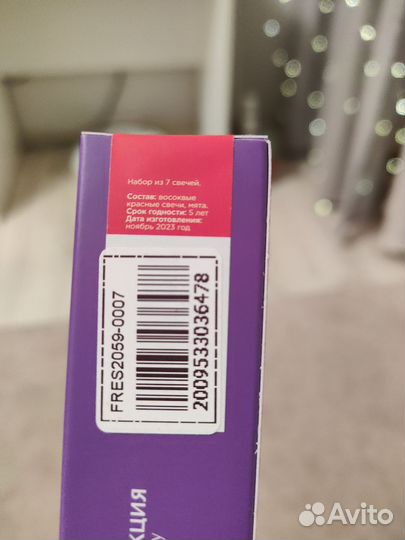 Набор из 7 свечей.
Состав: восоквые
красные свечи, мята.
Срок годности: 5 лет
Дата изготовления:
ноябрь 2023 год
FRES2059-0007
2009533036478
КЦИЯ
Avito